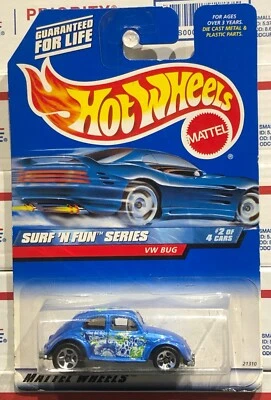 PRIORITY
GUARANTEED
FOR LIFE
FOR AGES
OVER 3 YEARS.
DIE CAST METAL &
PLASTIC PARTS.
HOT WHEELS
MATTEL
®
SURF 'N FUN SERIES
#2 OF
4 CARS
VW BUG
21310
MATTEL WHEELS